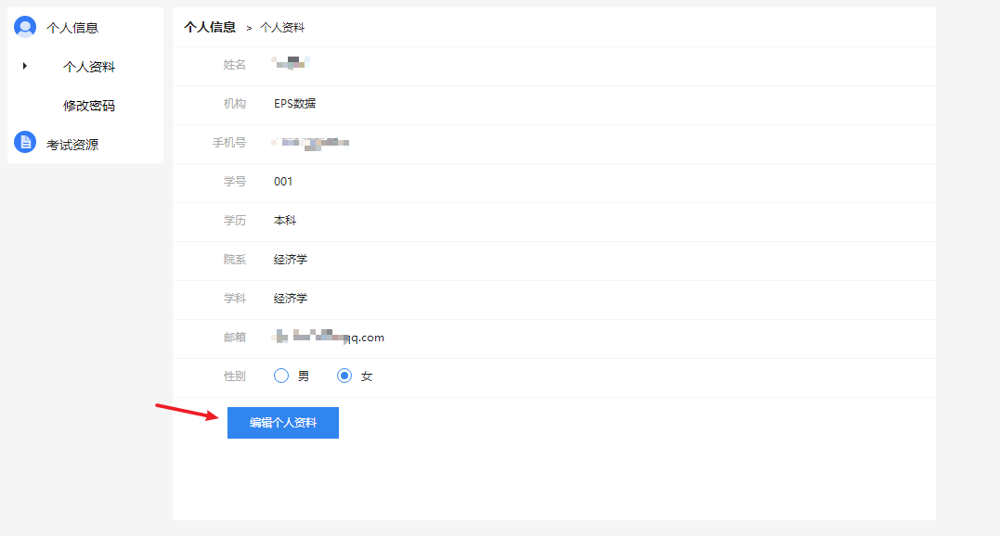 个人信息
个人资料
修改密码
考试资源
个人信息 > 个人资料
姓名
机构 EPS数据
手机号
学号 001
学历 本科
院系 经济学
学科 经济学
邮箱 qq.com
性别 男 女
编辑个人资料